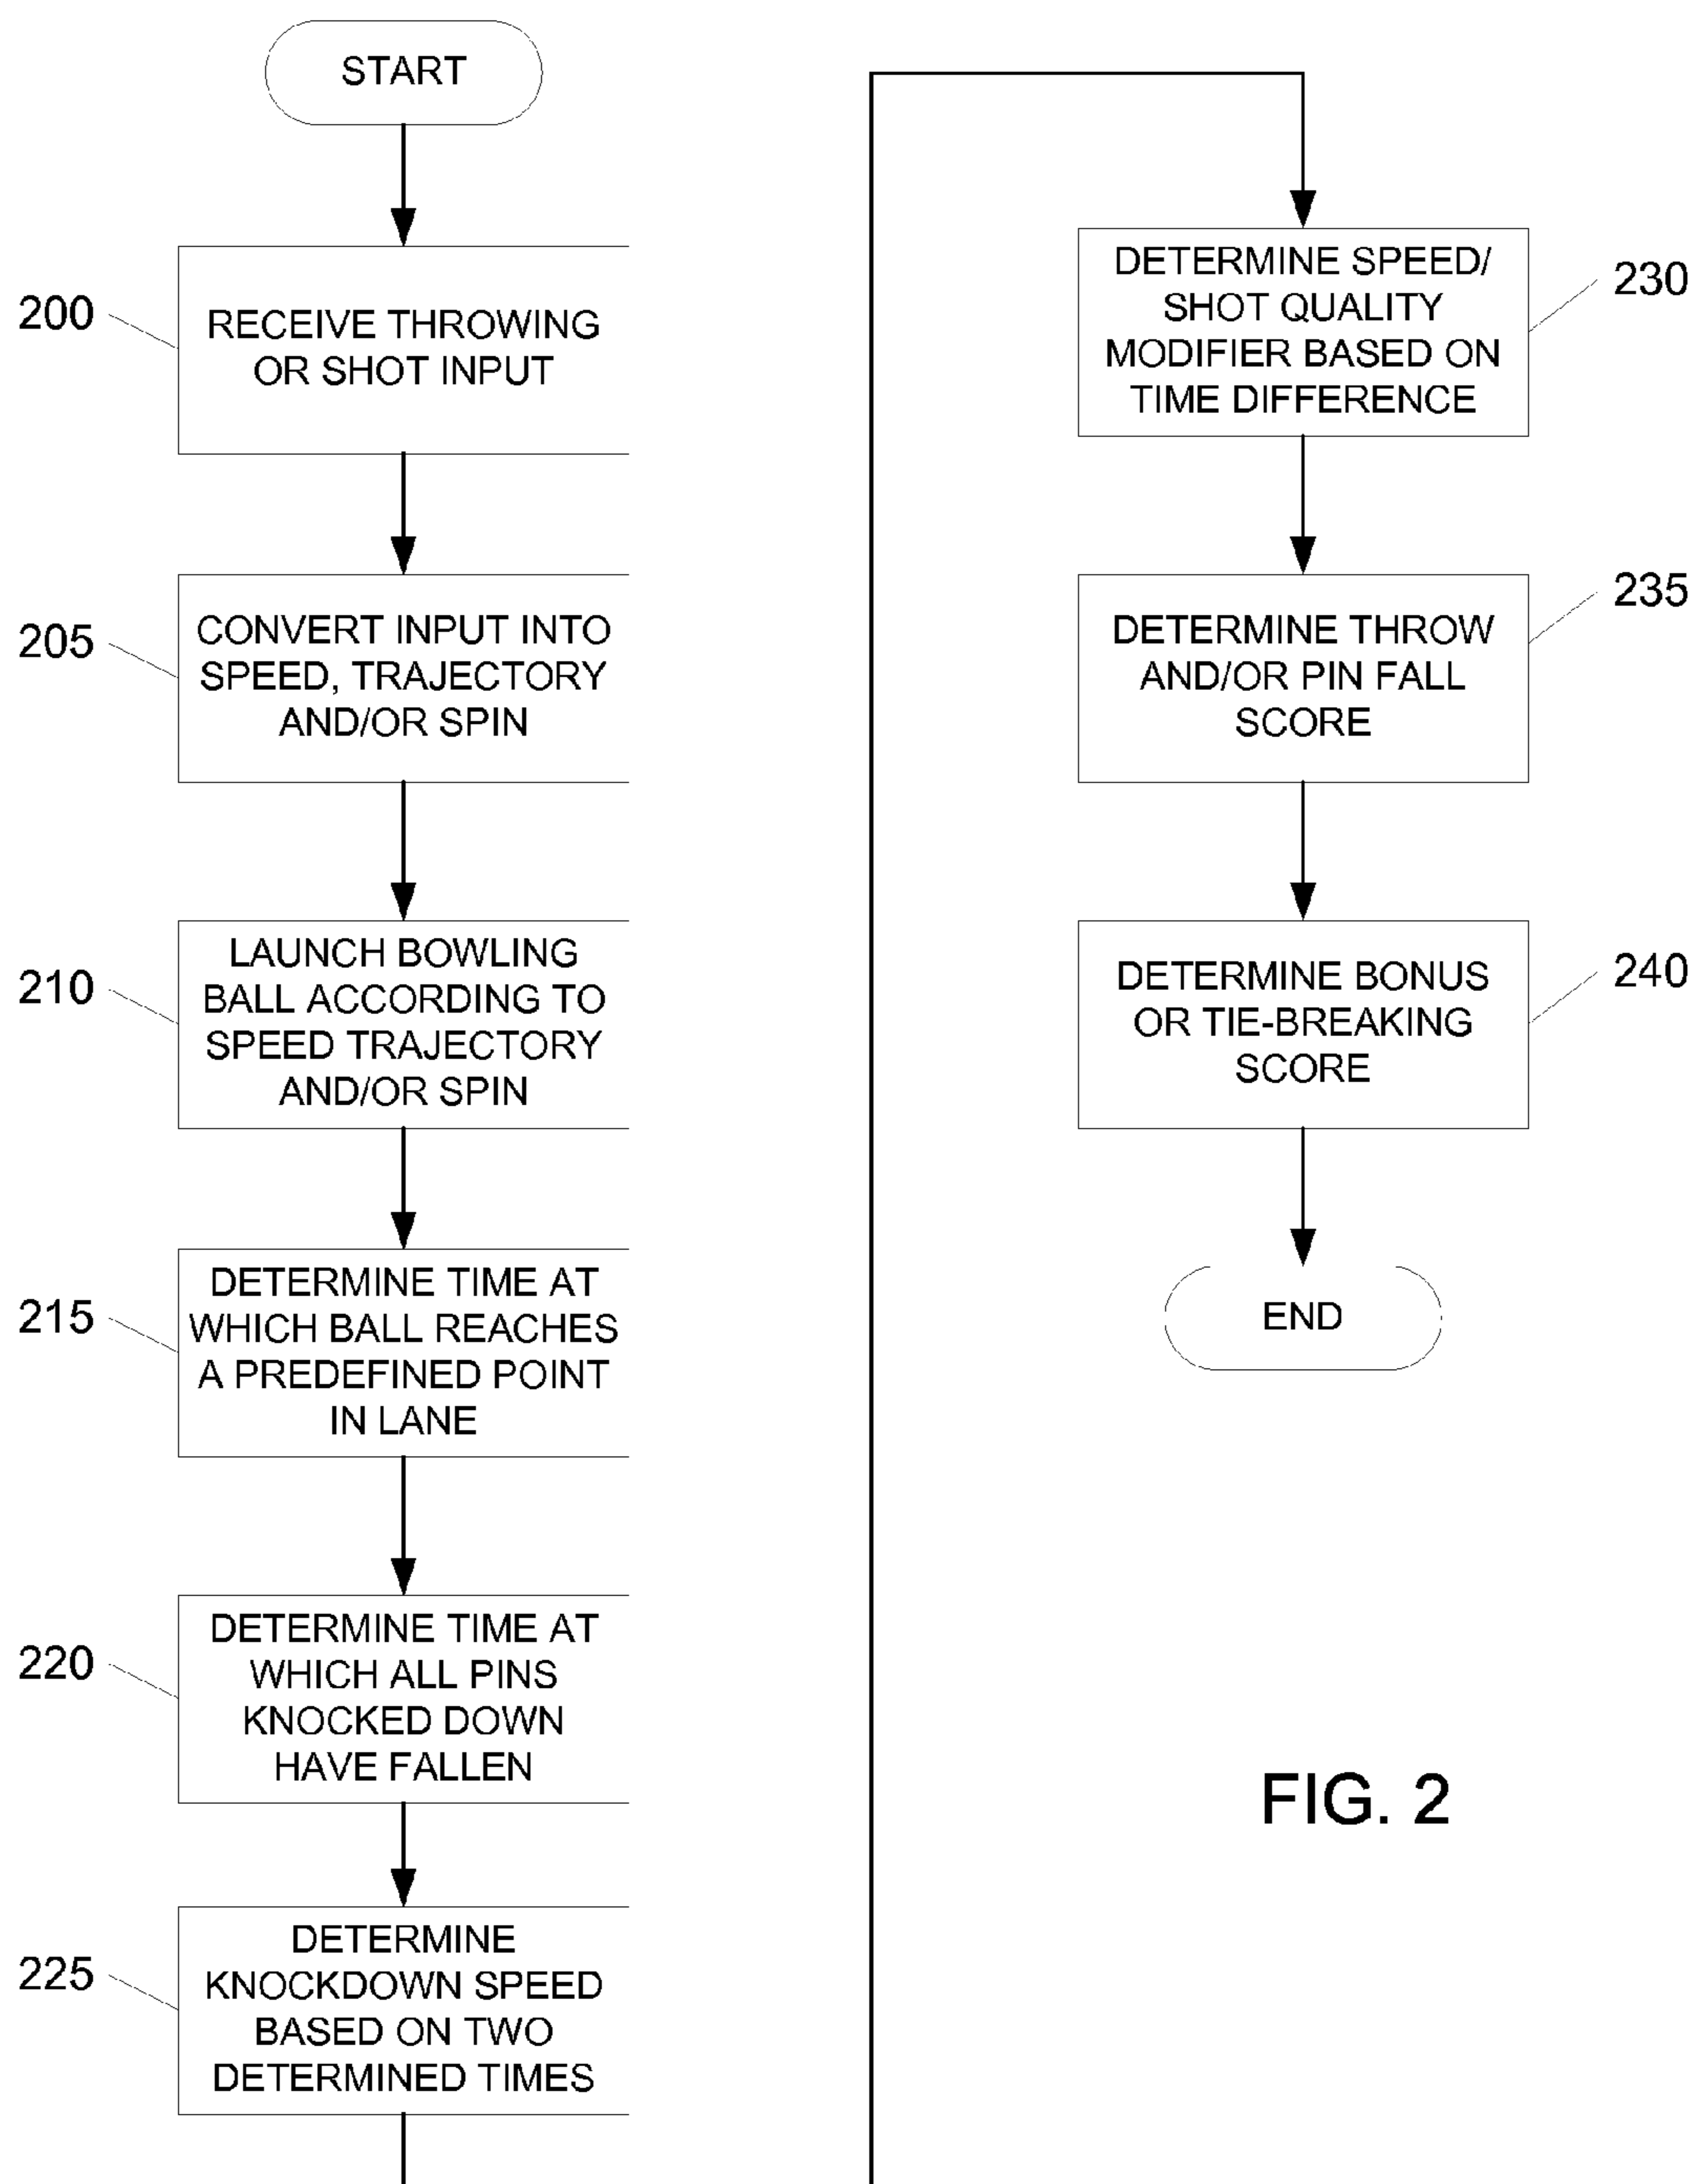 START
200
RECEIVE THROWING
OR SHOT INPUT
205
CONVERT INPUT INTO
SPEED, TRAJECTORY
AND/OR SPIN
210
LAUNCH BOWLING
BALL ACCORDING TO
SPEED TRAJECTORY
AND/OR SPIN
215
DETERMINE TIME AT
WHICH BALL REACHES
A PREDEFINED POINT
IN LANE
220
DETERMINE TIME AT
WHICH ALL PINS
KNOCKED DOWN
HAVE FALLEN
225
DETERMINE
KNOCKDOWN SPEED
BASED ON TWO
DETERMINED TIMES
230
DETERMINE SPEED/
SHOT QUALITY
MODIFIER BASED ON
TIME DIFFERENCE
235
DETERMINE THROW
AND/OR PIN FALL
SCORE
240
DETERMINE BONUS
OR TIE-BREAKING
SCORE
END
FIG. 2